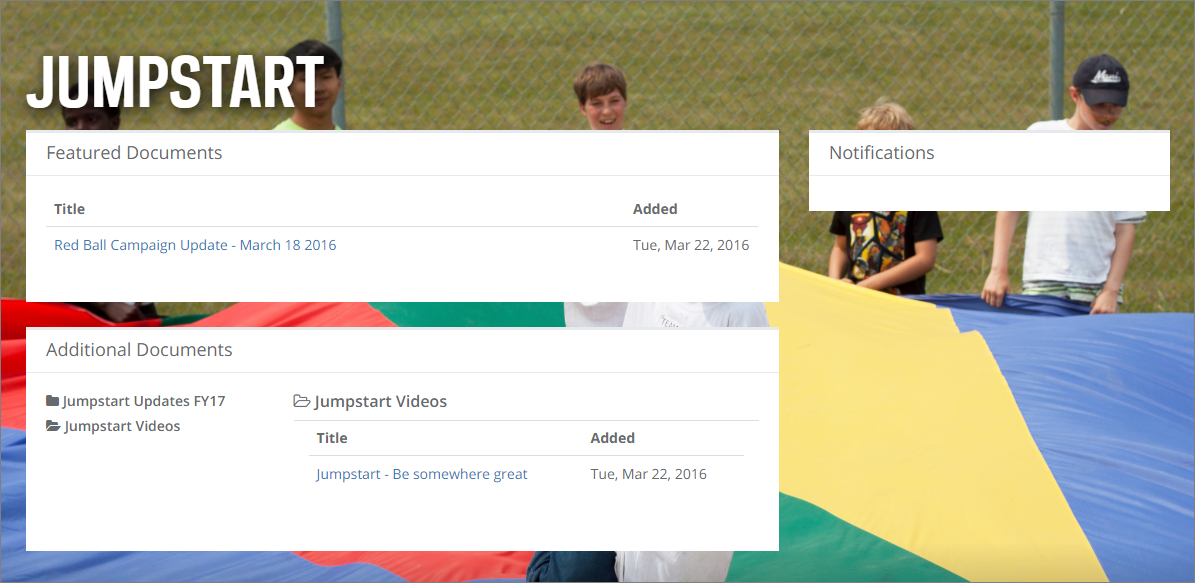 JUMPSTART
Featured Documents
Title Added
Red Ball Campaign Update - March 18 2016 Tue, Mar 22, 2016
Notifications
Additional Documents
Jumpstart Updates FY17
Jumpstart Videos
Jumpstart Videos
Title Added
Jumpstart - Be somewhere great Tue, Mar 22, 2016